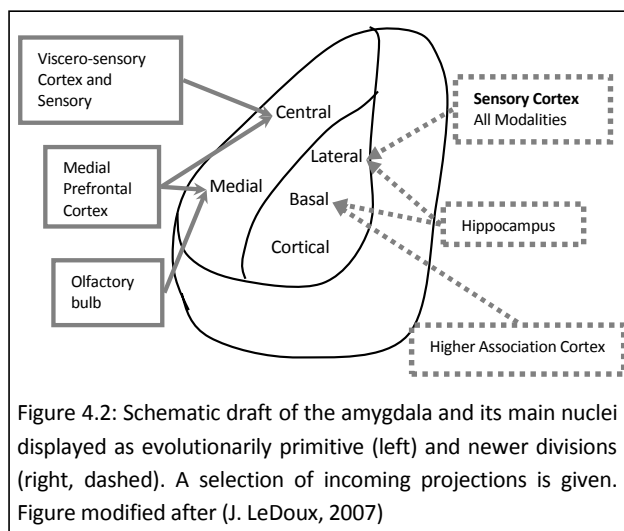 Viscero-sensory
Cortex and
Sensory
Medial
Prefrontal
Cortex
Olfactory
bulb
Central
Lateral
Medial
Basal
Cortical
Sensory Cortex
All Modalities
Hippocampus
Higher Association Cortex
Figure 4.2: Schematic draft of the amygdala and its main nuclei
displayed as evolutionarily primitive (left) and newer divisions
(right, dashed). A selection of incoming projections is given.
Figure modified after (J. LeDoux, 2007)